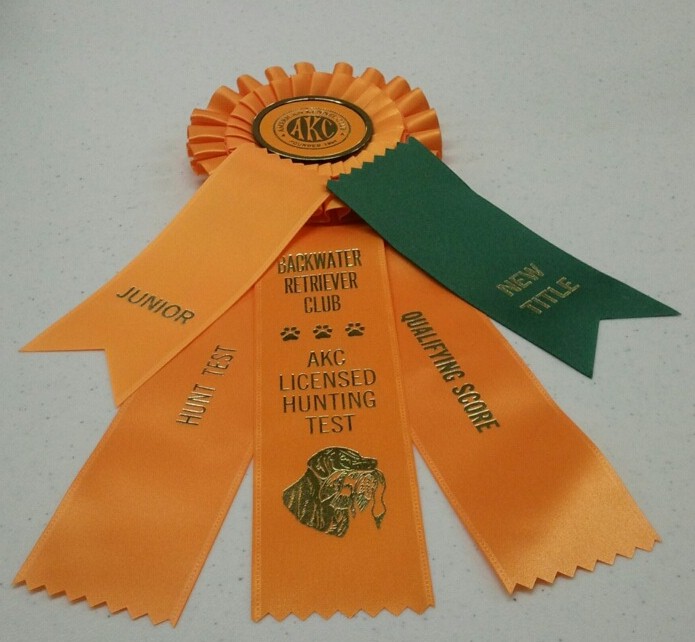 AKC
JUNIOR
HUNT TEST
BACKWATER
RETRIEVER
CLUB
AKC
LICENSED
HUNTING
TEST
QUALIFYING SCORE
NEW
TITLE